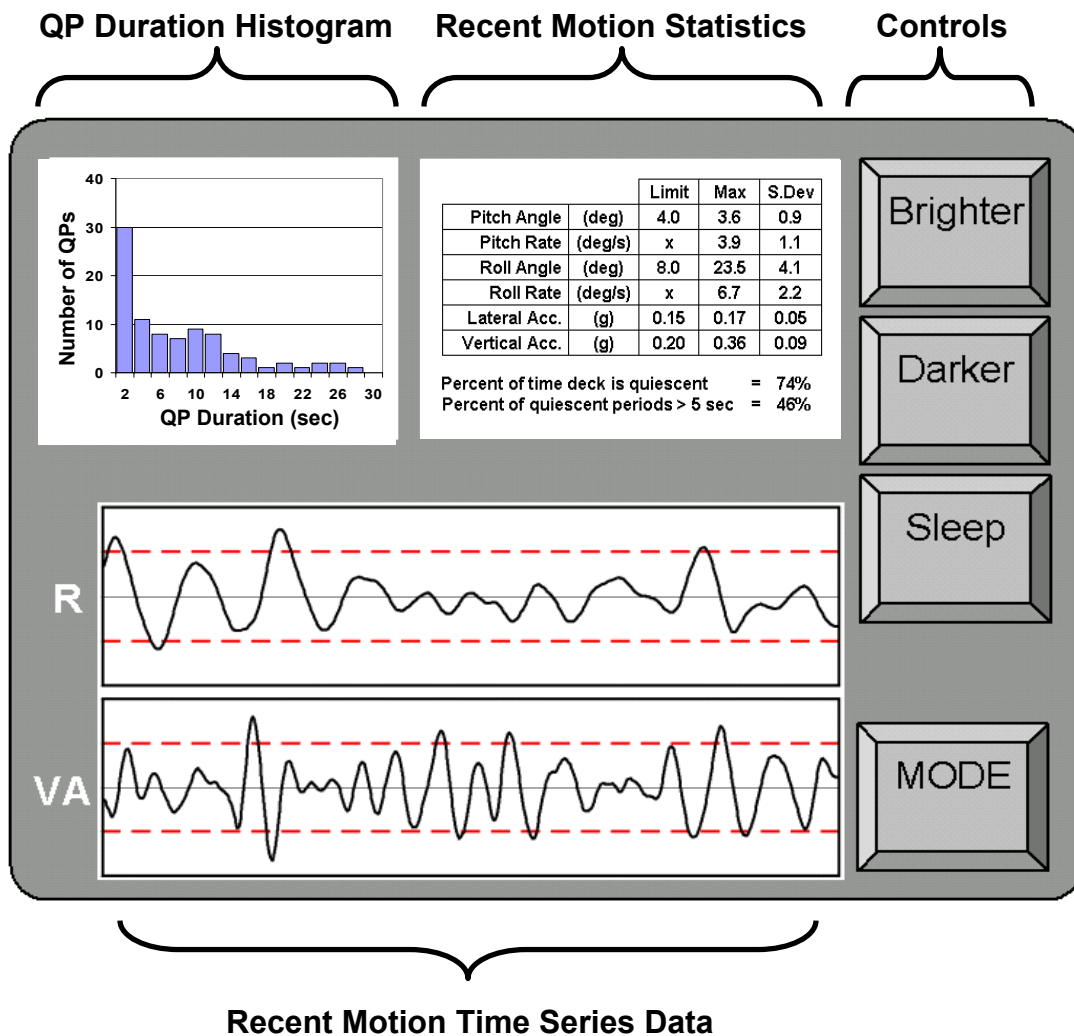 QP Duration Histogram
Recent Motion Statistics
Controls
40
30
20
10
0
Number of QPs
2 6 10 14 18 22 26 30
QP Duration (sec)
Limit Max S.Dev
Pitch Angle (deg) 4.0 3.6 0.9
Pitch Rate (deg/s) x 3.9 1.1
Roll Angle (deg) 8.0 23.5 4.1
Roll Rate (deg/s) x 6.7 2.2
Lateral Acc. (g) 0.15 0.17 0.05
Vertical Acc. (g) 0.20 0.36 0.09
Percent of time deck is quiescent = 74%
Percent of quiescent periods > 5 sec = 46%
Brighter
Darker
Sleep
R
VA
MODE
Recent Motion Time Series Data